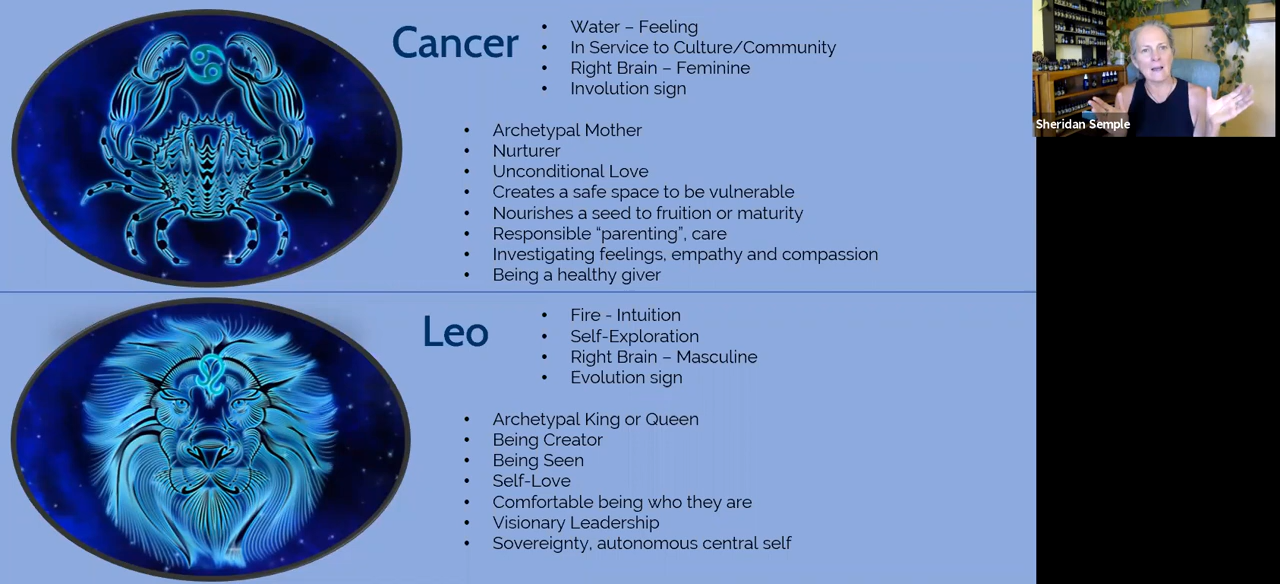 Cancer
• Water – Feeling
• In Service to Culture/Community
• Right Brain – Feminine
• Involution sign
• Archetypal Mother
• Nurturer
• Unconditional Love
• Creates a safe space to be vulnerable
• Nourishes a seed to fruition or maturity
• Responsible “parenting”, care
• Investigating feelings, empathy and compassion
• Being a healthy giver
Leo
• Fire - Intuition
• Self-Exploration
• Right Brain – Masculine
• Evolution sign
• Archetypal King or Queen
• Being Creator
• Being Seen
• Self-Love
• Comfortable being who they are
• Visionary Leadership
• Sovereignty, autonomous central self
Sheridan Semple